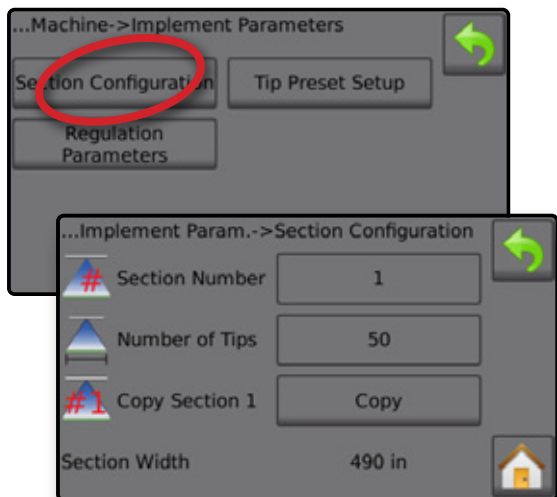 ...Machine->Implement Parameters
Section Configuration
Tip Preset Setup
Regulation
Parameters
...Implement Param.->Section Configuration
# Section Number 1
Number of Tips 50
#1 Copy Section 1 Copy
Section Width 490 in